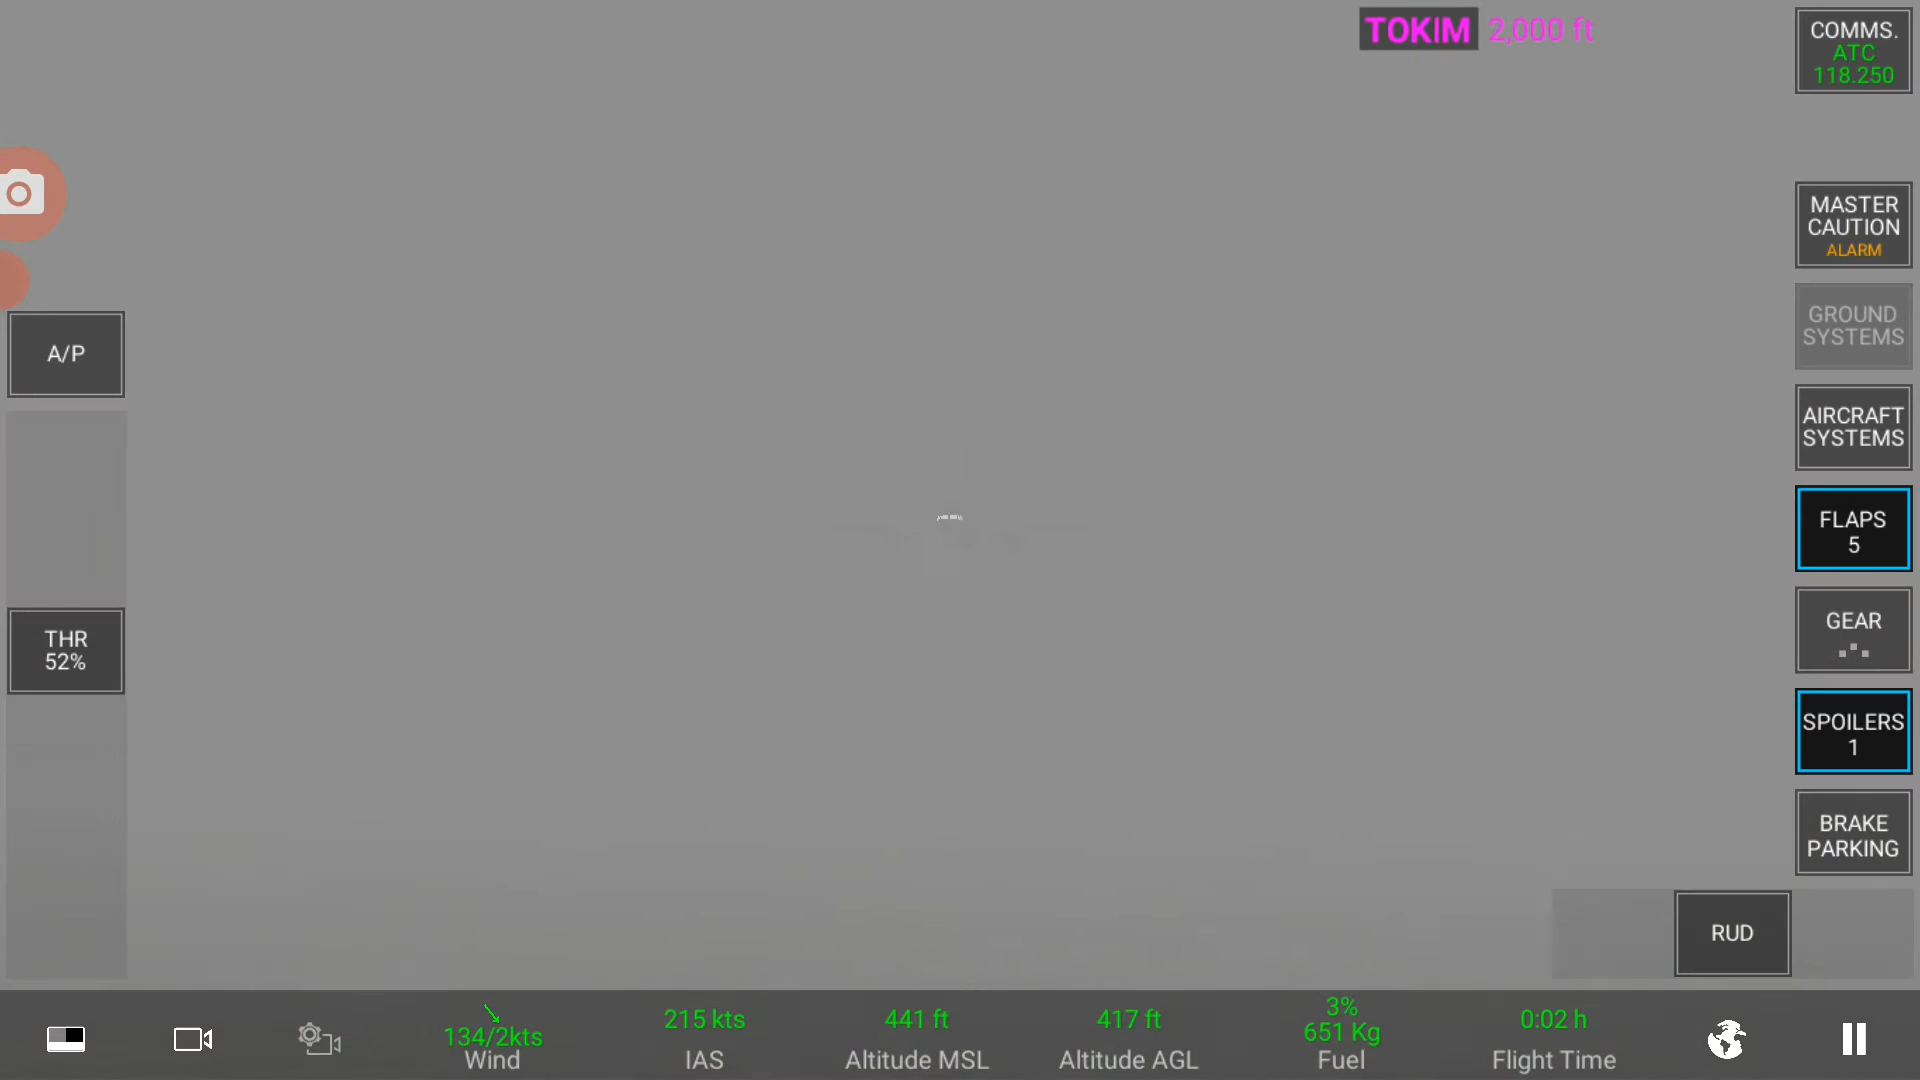 TOKIM 2,000 ft
COMMS.
ATC
118.250
MASTER
CAUTION
ALARM
GROUND
SYSTEMS
A/P
AIRCRAFT
SYSTEMS
FLAPS
5
THR
52%
GEAR
SPOILERS
1
BRAKE
PARKING
RUD
134/2kts
Wind
215 kts
IAS
441 ft
Altitude MSL
417 ft
Altitude AGL
3%
651 Kg
Fuel
0:02 h
Flight Time